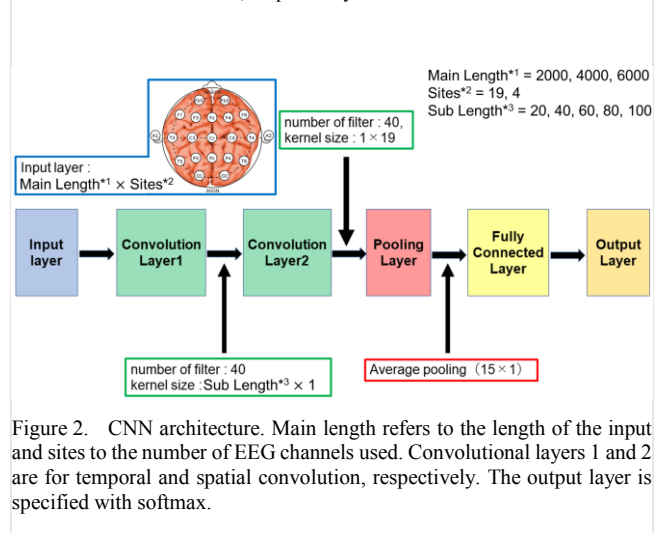 Main Length*1 = 2000, 4000, 6000
Sites*2 = 19, 4
Sub Length*3 = 20, 40, 60, 80, 100
number of filter : 40,
kernel size : 1×19
Input layer :
Main Length*1 × Sites*2
Input layer
Convolution Layer1
Convolution Layer2
Pooling Layer
Fully Connected Layer
Output Layer
number of filter : 40
kernel size : Sub Length*3 × 1
Average pooling (15×1)
Figure 2. CNN architecture. Main length refers to the length of the input
and sites to the number of EEG channels used. Convolutional layers 1 and 2
are for temporal and spatial convolution, respectively. The output layer is
specified with softmax.